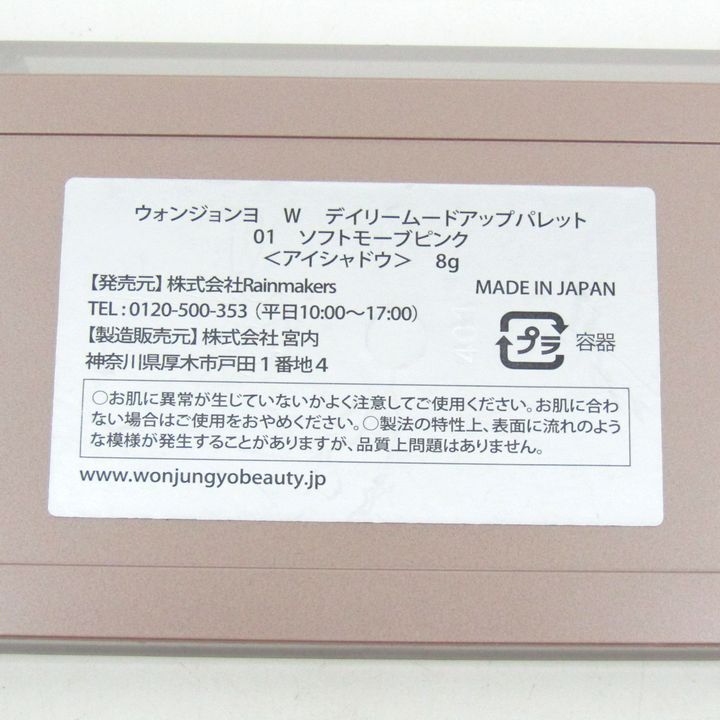 ウォンジョンヨ　W　デイリームードアップパレット
01　ソフトモーブピンク
＜アイシャドウ＞　8g
【発売元】株式会社Rainmakers
MADE IN JAPAN
TEL : 0120-500-353（平日10:00～17:00）
【製造販売元】株式会社 宮内
神奈川県厚木市戸田１番地４
プラ 容器
○お肌に異常が生じていないかよく注意してご使用ください。お肌に合わ
ない場合はご使用をおやめください。○製法の特性上、表面に流れのよう
な模様が発生することがありますが、品質上問題はありません。
www.wonjungyobeauty.jp